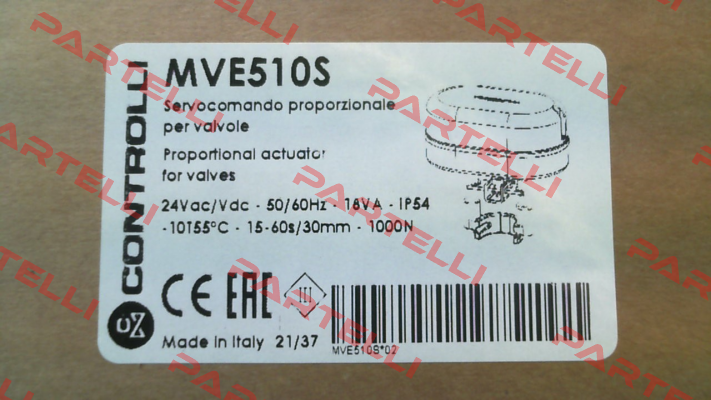 CONTROLLI
MVE510S
Servocomando proporzionale
per valvole
Proportional actuator
for valves
24Vac/Vdc - 50/60Hz - 18VA - IP54
-10T55°C - 15-60s/30mm - 1000N
CE EAC III
Made in Italy 21/37
MVE510S*02
PARTELLI
PARTELLI
PARTELLI
PARTELLI
PARTELLI
PARTELLI